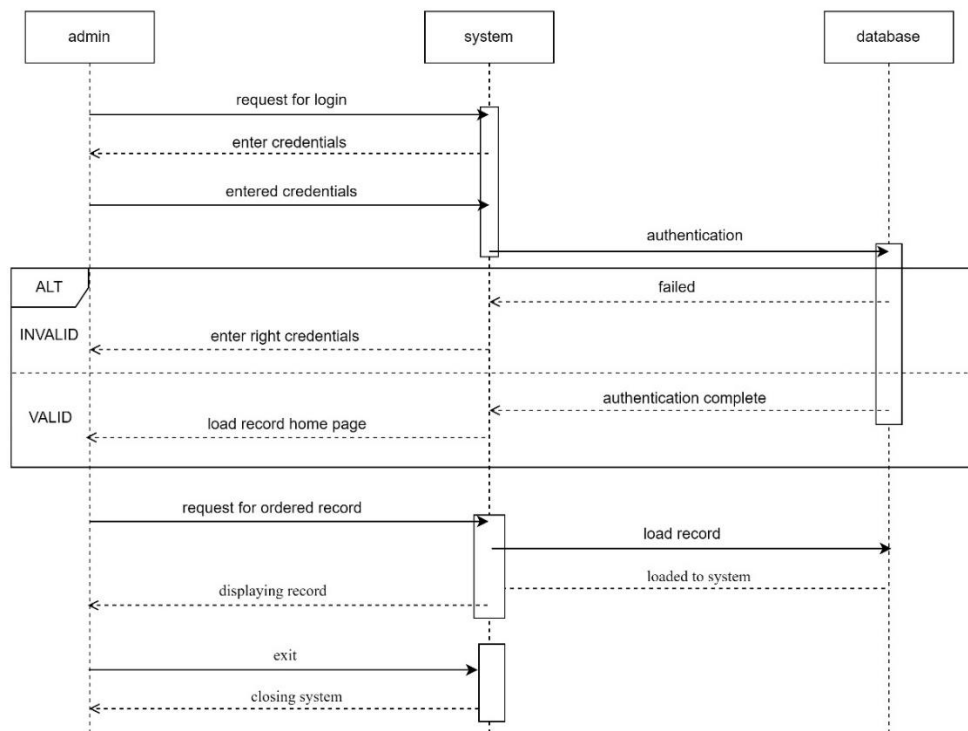 admin
system
database
request for login
enter credentials
entered credentials
authentication
ALT
failed
INVALID
enter right credentials
authentication complete
VALID
load record home page
request for ordered record
load record
loaded to system
displaying record
exit
closing system